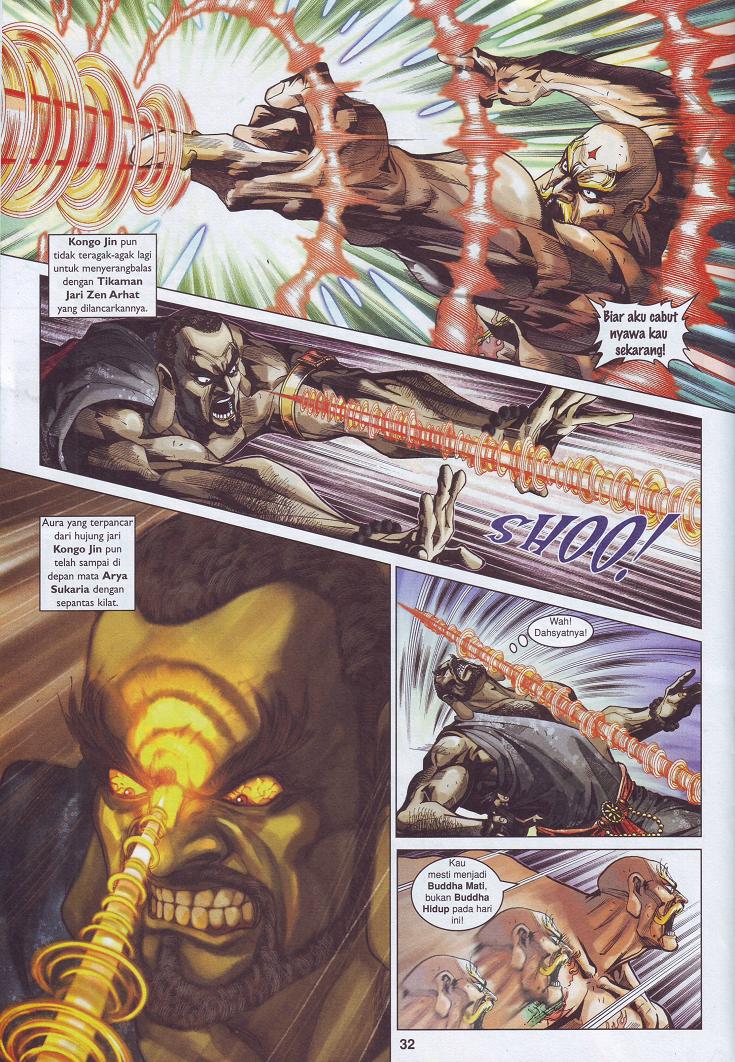 Kongo Jin pun
tidak teragak-agak lagi
untuk menyerangbalas
dengan Tikaman
Jari Zen Arhat
yang dilancarkannya.
Biar aku cabut
nyawa kau
sekarang!
SHOO!
Aura yang terpancar
dari hujung jari
Kongo Jin pun
telah sampai di
depan mata Arya
Sukaria dengan
sepantas kilat.
Wah!
Dahsyatnya!
Kau
mesti menjadi
Buddha Mati,
bukan Buddha
Hidup pada hari
ini!
32